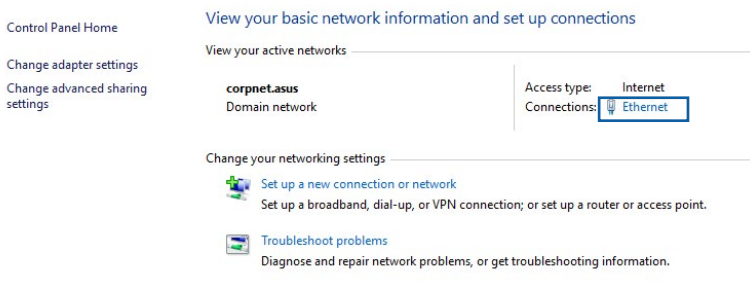 Control Panel Home
Change adapter settings
Change advanced sharing
settings
View your basic network information and set up connections
View your active networks
corpnet.asus
Domain network
Access type: Internet
Connections: Ethernet
Change your networking settings
Set up a new connection or network
Set up a broadband, dial-up, or VPN connection; or set up a router or access point.
Troubleshoot problems
Diagnose and repair network problems, or get troubleshooting information.